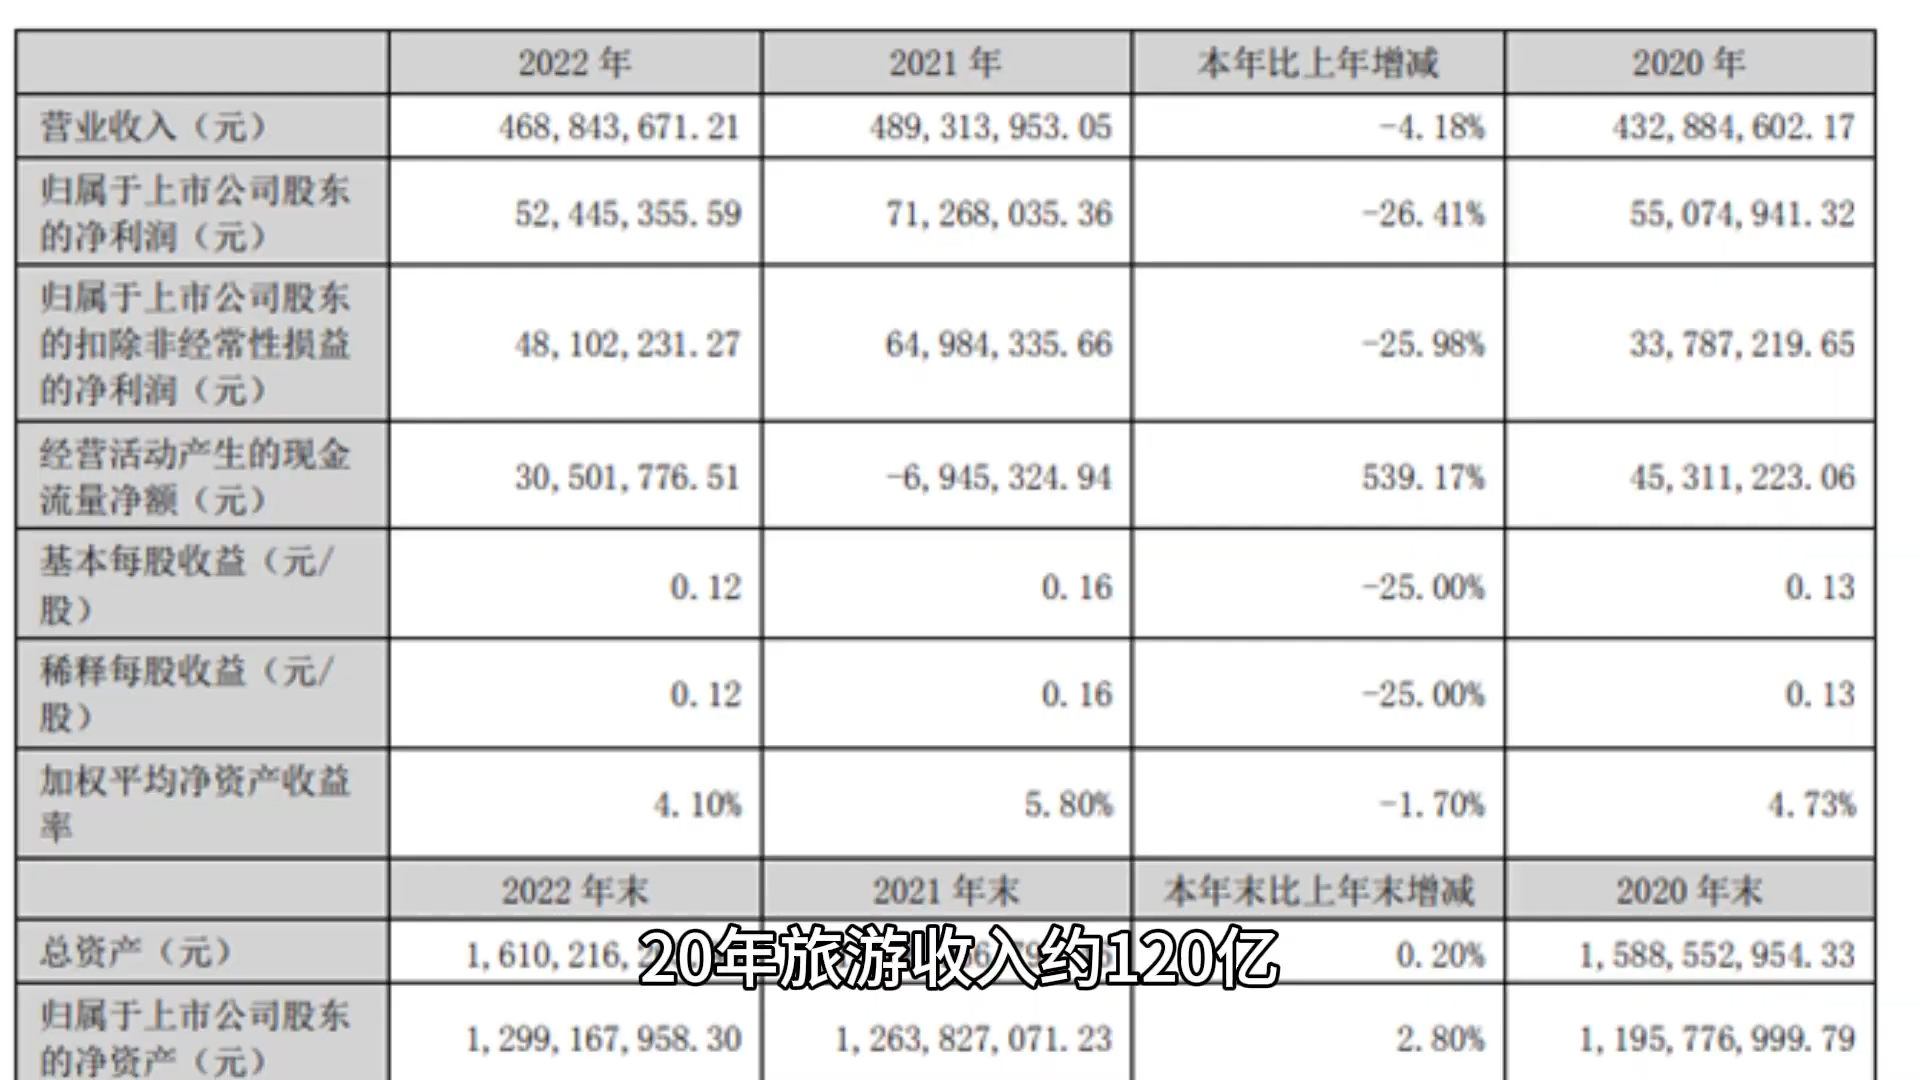 2022 年 2021 年 本年比上年增减 2020 年
营业收入（元） 468,843,671.21 489,313,953.05 -4.18% 432,884,602.17
归属于上市公司股东
的净利润（元） 52,445,355.59 71,268,035.36 -26.41% 55,074,941.32
归属于上市公司股东
的扣除非经常性损益
的净利润（元） 48,102,231.27 64,984,335.66 -25.98% 33,787,219.65
经营活动产生的现金
流量净额（元） 30,501,776.51 -6,945,324.94 539.17% 45,311,223.06
基本每股收益（元/
股） 0.12 0.16 -25.00% 0.13
稀释每股收益（元/
股） 0.12 0.16 -25.00% 0.13
加权平均净资产收益
率 4.10% 5.80% -1.70% 4.73%
2022 年末 2021 年末 本年末比上年末增减 2020 年末
总资产（元） 1,610,216, 0.20% 1,588,552,954.33
20年旅游收入约120亿
归属于上市公司股东
的净资产（元） 1,299,167,958.30 1,263,827,071.23 2.80% 1,195,776,999.79